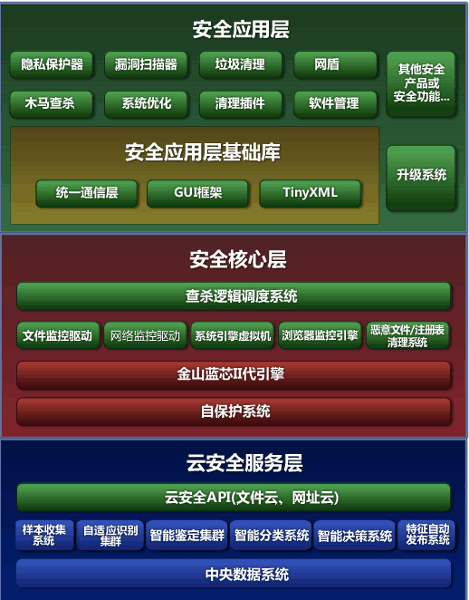 安全应用层
隐私保护器 漏洞扫描器 垃圾清理 网盾
其他安全
产品或
安全功能...
木马查杀 系统优化 清理插件 软件管理
安全应用层基础库
升级系统
统一通信层 GUI框架 TinyXML
安全核心层
查杀逻辑调度系统
文件监控驱动 网络监控驱动 系统引擎虚拟机 浏览器监控引擎
恶意文件/注册表
清理系统
金山蓝芯II代引擎
自保护系统
云安全服务层
云安全API(文件云、网址云)
样本收集
系统
自适应识别
集群
智能鉴定集群 智能分类系统 智能决策系统
特征自动
发布系统
中央数据系统